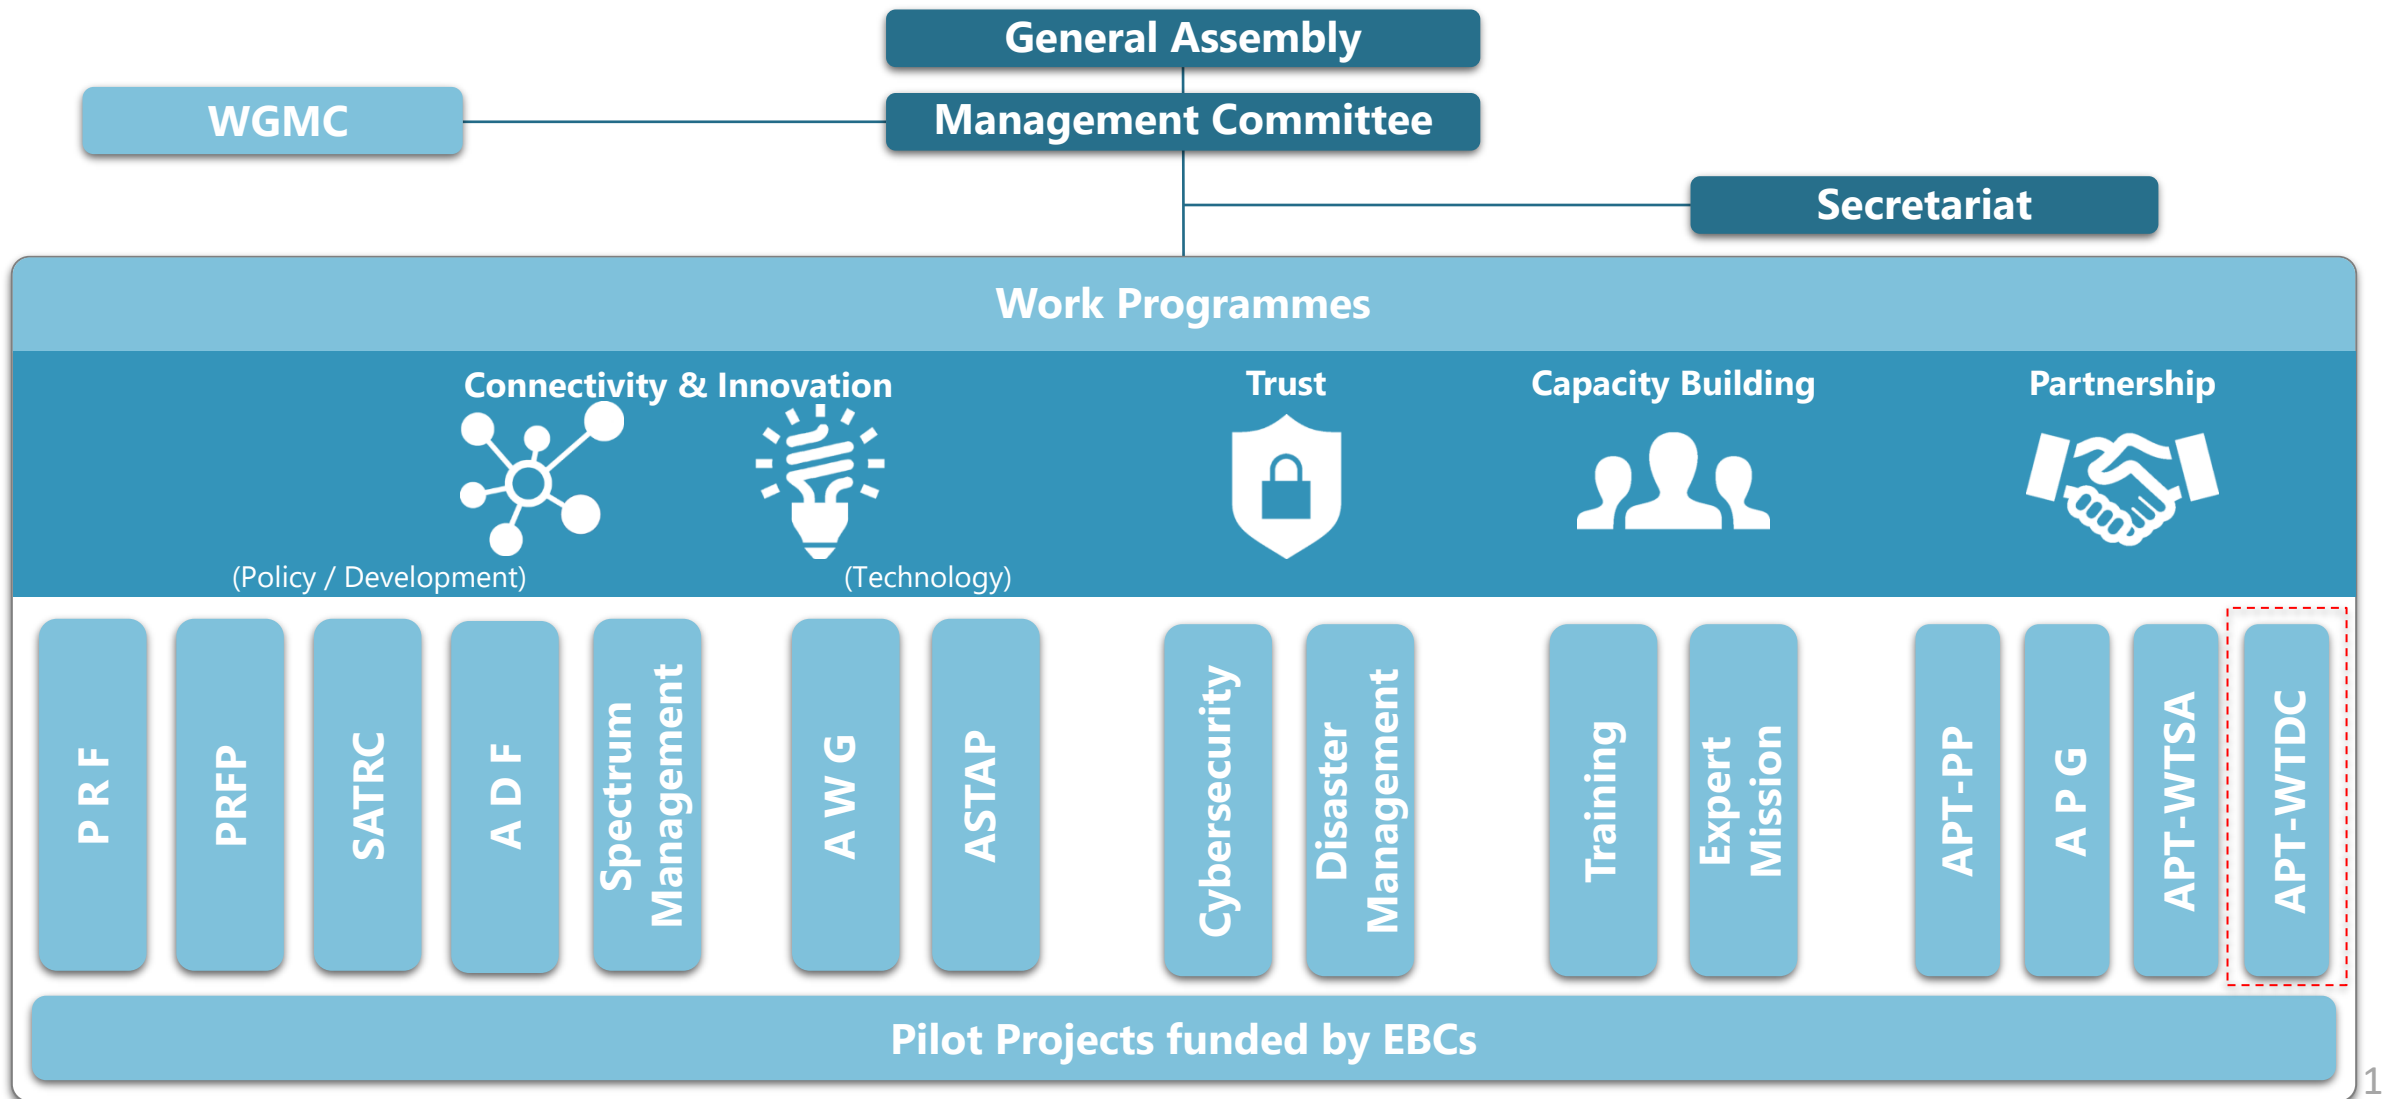 General Assembly
WGMC
Management Committee
Secretariat
Work Programmes
Connectivity & Innovation
Trust
Capacity Building
Partnership
(Policy / Development)
(Technology)
P R F
PRFP
SATRC
A D F
Spectrum
Management
A W G
ASTAP
Cybersecurity
Disaster
Management
Training
Expert
Mission
APT-PP
A P G
APT-WTSA
APT-WTDC
Pilot Projects funded by EBCs
1